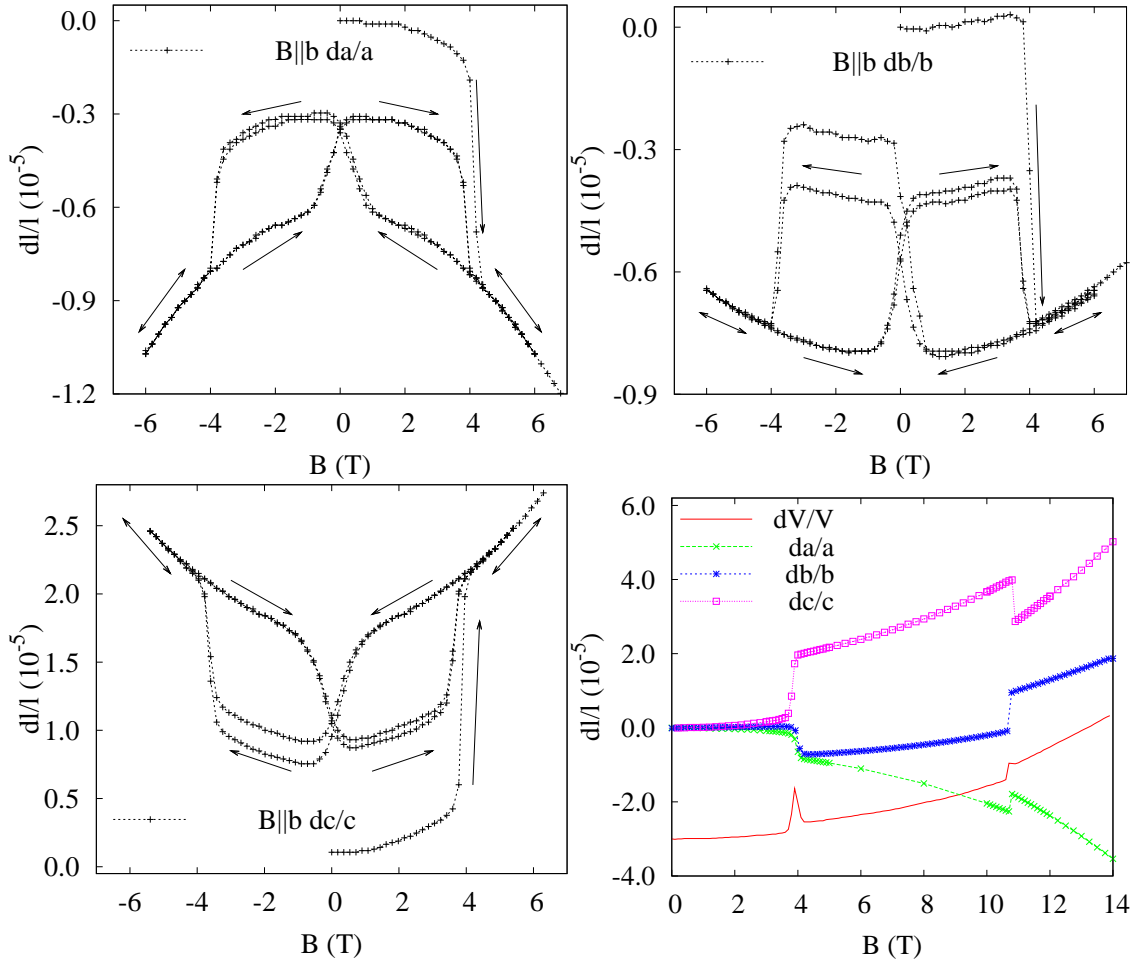 0.0
-0.3
-0.6
-0.9
-1.2
dl/l (10⁻⁵)
B||b da/a
-6 -4 -2 0 2 4 6
B (T)
0.0
-0.3
-0.6
-0.9
dl/l (10⁻⁵)
B||b db/b
-6 -4 -2 0 2 4 6
B (T)
2.5
2.0
1.5
1.0
0.5
0.0
dl/l (10⁻⁵)
B||b dc/c
-6 -4 -2 0 2 4 6
B (T)
6.0
4.0
2.0
0.0
-2.0
-4.0
dl/l (10⁻⁵)
dV/V
da/a
db/b
dc/c
0 2 4 6 8 10 12 14
B (T)